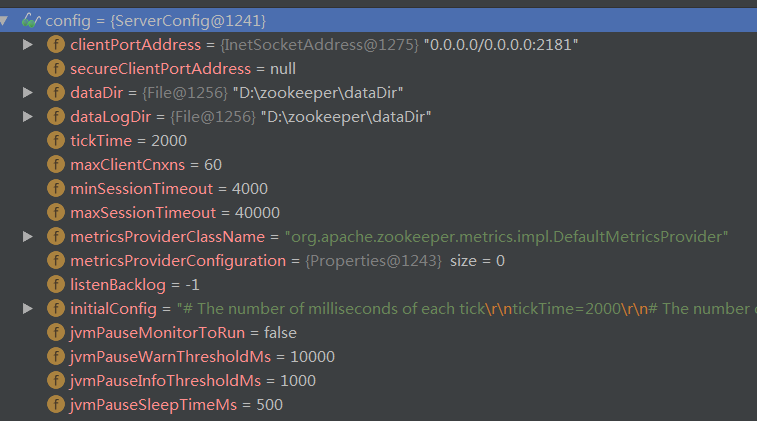 config = {ServerConfig@1241}
f clientPortAddress = {InetSocketAddress@1275} "0.0.0.0/0.0.0.0:2181"
f secureClientPortAddress = null
f dataDir = {File@1256} "D:\zookeeper\dataDir"
f dataLogDir = {File@1256} "D:\zookeeper\dataDir"
f tickTime = 2000
f maxClientCnxns = 60
f minSessionTimeout = 4000
f maxSessionTimeout = 40000
f metricsProviderClassName = "org.apache.zookeeper.metrics.impl.DefaultMetricsProvider"
f metricsProviderConfiguration = {Properties@1243} size = 0
f listenBacklog = -1
f initialConfig = "# The number of milliseconds of each tick\r\ntickTime=2000\r\n# The number
f jvmPauseMonitorToRun = false
f jvmPauseWarnThresholdMs = 10000
f jvmPauseInfoThresholdMs = 1000
f jvmPauseSleepTimeMs = 500